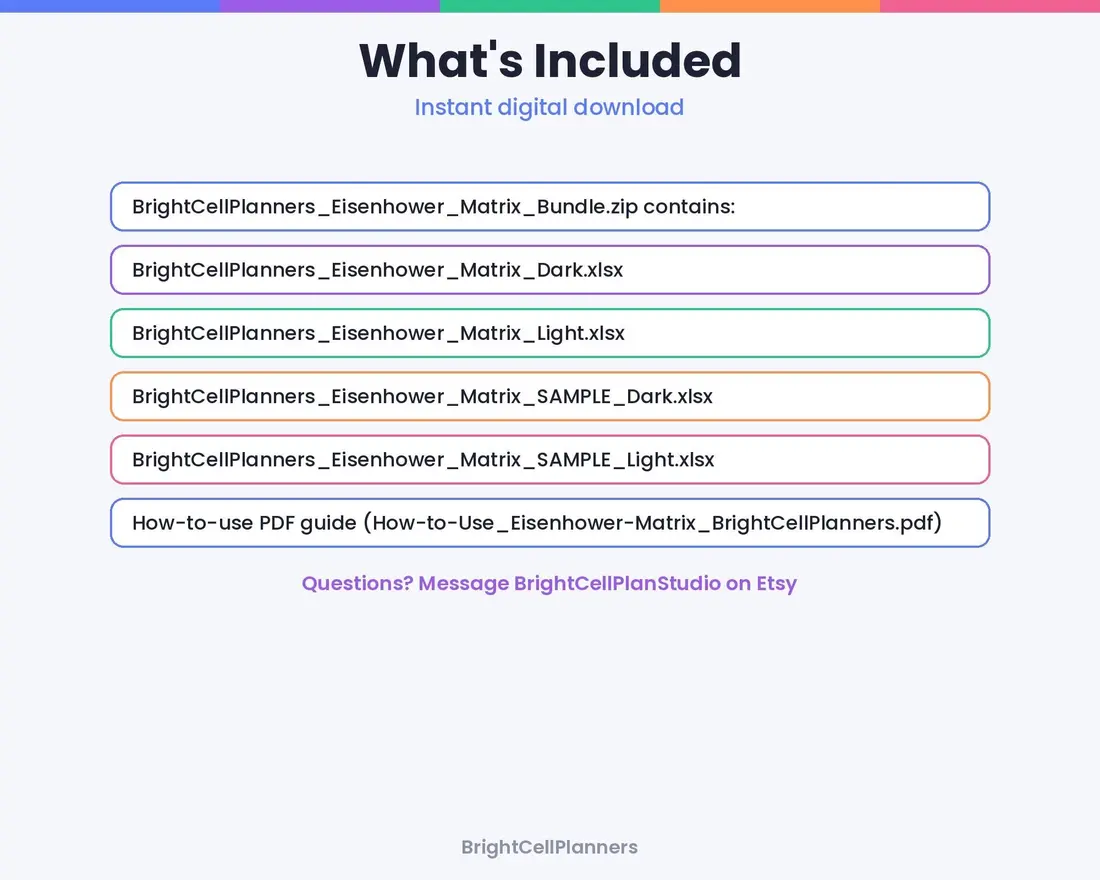 What's Included
Instant digital download
BrightCellPlanners_Eisenhower_Matrix_Bundle.zip contains:
BrightCellPlanners_Eisenhower_Matrix_Dark.xlsx
BrightCellPlanners_Eisenhower_Matrix_Light.xlsx
BrightCellPlanners_Eisenhower_Matrix_SAMPLE_Dark.xlsx
BrightCellPlanners_Eisenhower_Matrix_SAMPLE_Light.xlsx
How-to-use PDF guide (How-to-Use_Eisenhower-Matrix_BrightCellPlanners.pdf)
Questions? Message BrightCellPlanStudio on Etsy
BrightCellPlanners